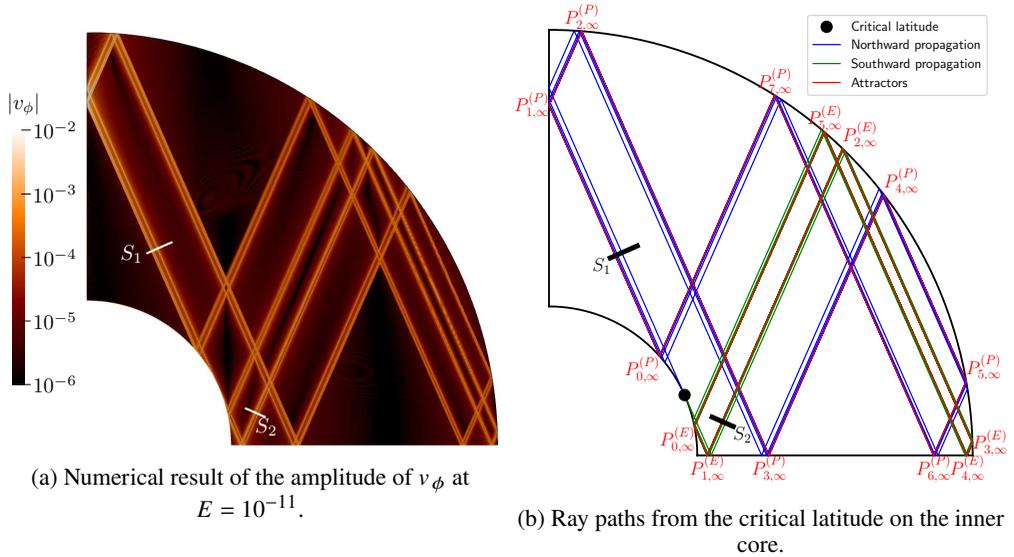 |v_ϕ|
10^{-2}
10^{-3}
10^{-4}
10^{-5}
10^{-6}
S_1
S_2
(a) Numerical result of the amplitude of v_ϕ at
E = 10^{-11}.
Critical latitude
Northward propagation
Southward propagation
Attractors
P_{2,∞}^{(P)}
P_{1,∞}^{(P)}
P_{7,∞}^{(P)}
P_{5,∞}^{(E)}
P_{2,∞}^{(E)}
P_{4,∞}^{(P)}
S_1
P_{0,∞}^{(P)}
P_{5,∞}^{(P)}
S_2
P_{0,∞}^{(E)}
P_{3,∞}^{(E)}
P_{1,∞}^{(E)}
P_{3,∞}^{(P)}
P_{6,∞}^{(P)}
P_{4,∞}^{(E)}
(b) Ray paths from the critical latitude on the inner
core.